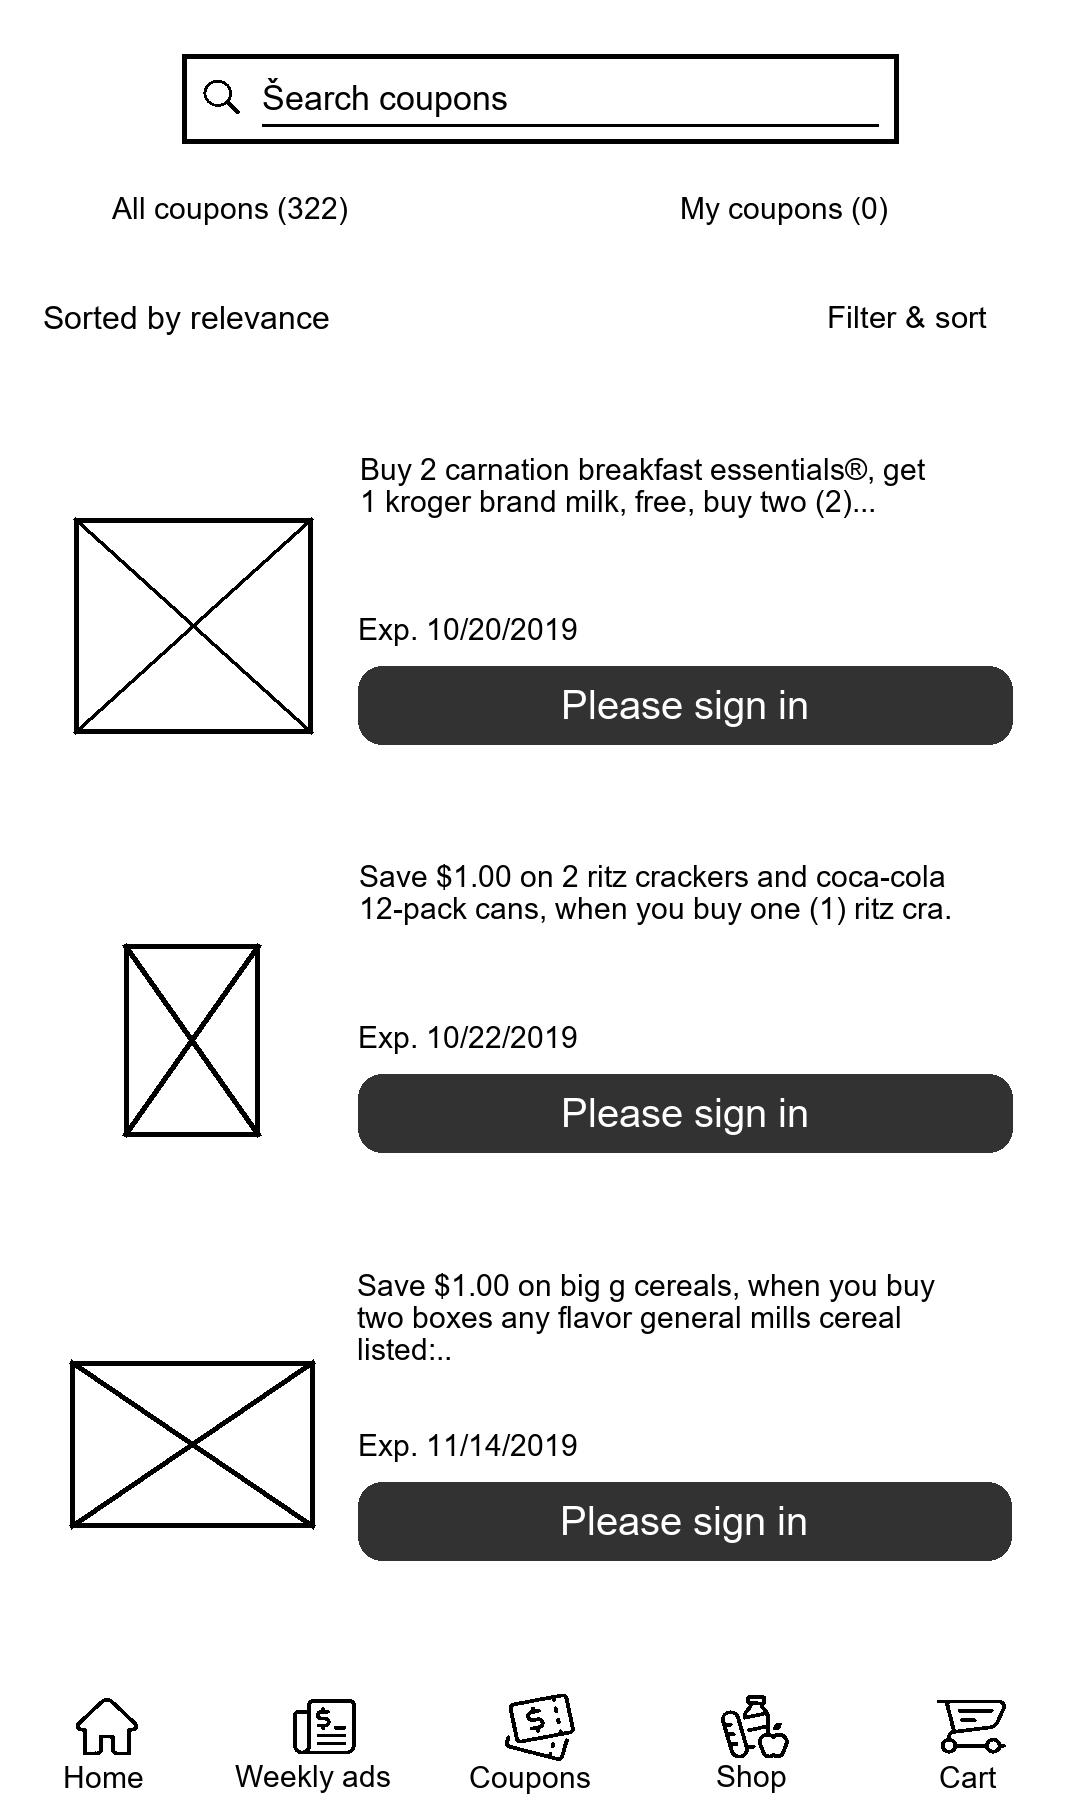 Šearch coupons
All coupons (322)
My coupons (0)
Sorted by relevance
Filter & sort
Buy 2 carnation breakfast essentials®, get
1 kroger brand milk, free, buy two (2)...
Exp. 10/20/2019
Please sign in
Save $1.00 on 2 ritz crackers and coca-cola
12-pack cans, when you buy one (1) ritz cra.
Exp. 10/22/2019
Please sign in
Save $1.00 on big g cereals, when you buy
two boxes any flavor general mills cereal
listed:..
Exp. 11/14/2019
Please sign in
Home
Weekly ads
Coupons
Shop
Cart